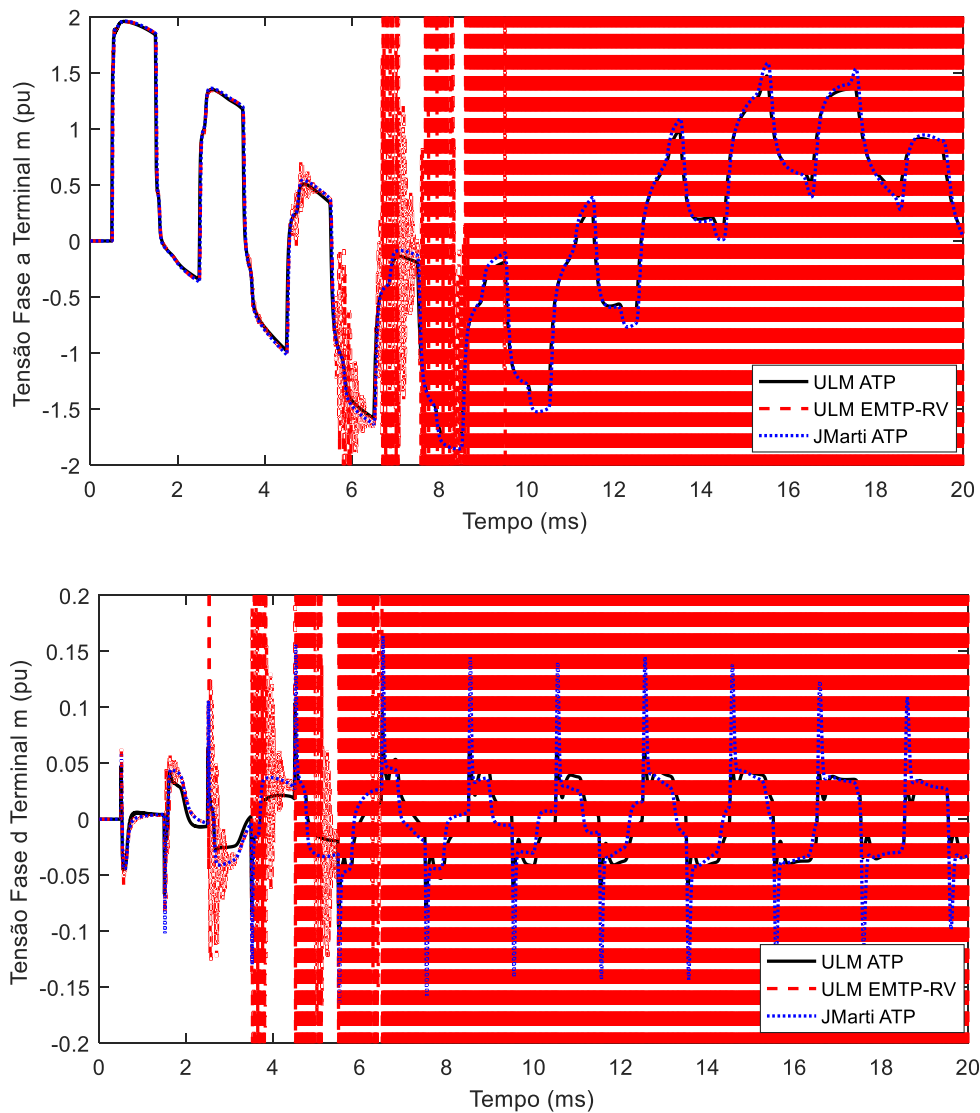 2
1.5
1
0.5
0
-0.5
-1
-1.5
-2
Tensão Fase a Terminal m (pu)
ULM ATP
ULM EMTP-RV
JMarti ATP
0 2 4 6 8 10 12 14 16 18 20
Tempo (ms)
0.2
0.15
0.1
0.05
0
-0.05
-0.1
-0.15
-0.2
Tensão Fase d Terminal m (pu)
ULM ATP
ULM EMTP-RV
JMarti ATP
0 2 4 6 8 10 12 14 16 18 20
Tempo (ms)